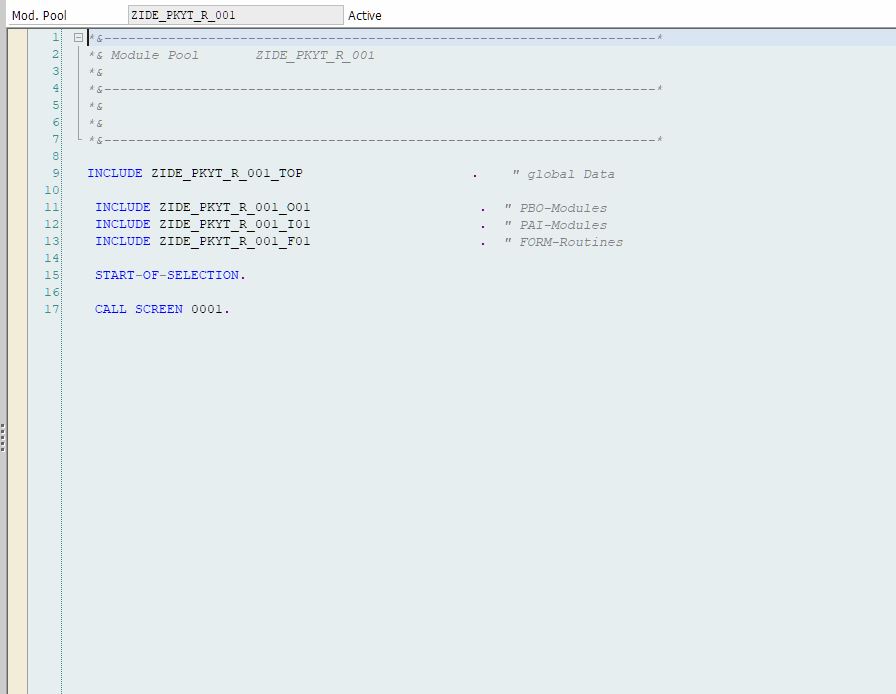 Mod. Pool ZIDE_PKYT_R_001 Active
1 *&---------------------------------------------------------------------*
2 *& Module Pool       ZIDE_PKYT_R_001
3 *&
4 *&---------------------------------------------------------------------*
5 *&
6 *&
7 *&---------------------------------------------------------------------*
8
9 INCLUDE ZIDE_PKYT_R_001_TOP                     .    " global Data
10
11  INCLUDE ZIDE_PKYT_R_001_O01                     .  " PBO-Modules
12  INCLUDE ZIDE_PKYT_R_001_I01                     .  " PAI-Modules
13  INCLUDE ZIDE_PKYT_R_001_F01                     .  " FORM-Routines
14
15  START-OF-SELECTION.
16
17  CALL SCREEN 0001.